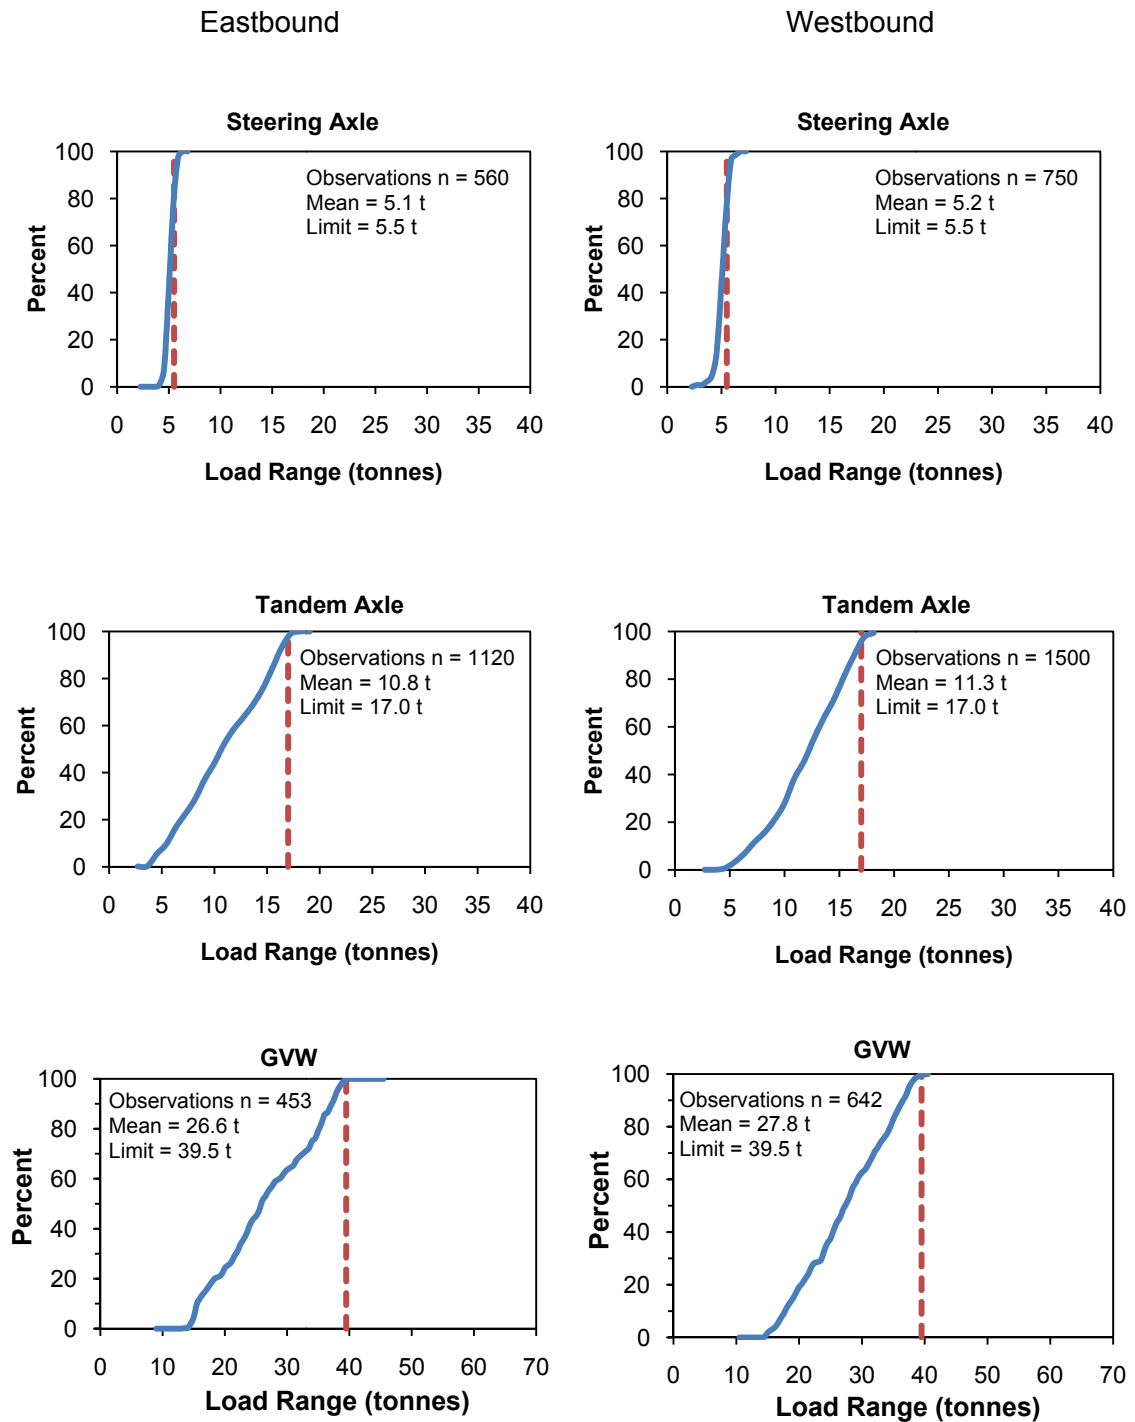 Eastbound
Westbound
Steering Axle
100
80
60
40
20
0
Percent
Observations n = 560
Mean = 5.1 t
Limit = 5.5 t
0 5 10 15 20 25 30 35 40
Load Range (tonnes)
Steering Axle
100
80
60
40
20
0
Percent
Observations n = 750
Mean = 5.2 t
Limit = 5.5 t
0 5 10 15 20 25 30 35 40
Load Range (tonnes)
Tandem Axle
100
80
60
40
20
0
Percent
Observations n = 1120
Mean = 10.8 t
Limit = 17.0 t
0 5 10 15 20 25 30 35 40
Load Range (tonnes)
Tandem Axle
100
80
60
40
20
0
Percent
Observations n = 1500
Mean = 11.3 t
Limit = 17.0 t
0 5 10 15 20 25 30 35 40
Load Range (tonnes)
GVW
100
80
60
40
20
0
Percent
Observations n = 453
Mean = 26.6 t
Limit = 39.5 t
0 10 20 30 40 50 60 70
Load Range (tonnes)
GVW
100
80
60
40
20
0
Percent
Observations n = 642
Mean = 27.8 t
Limit = 39.5 t
0 10 20 30 40 50 60 70
Load Range (tonnes)